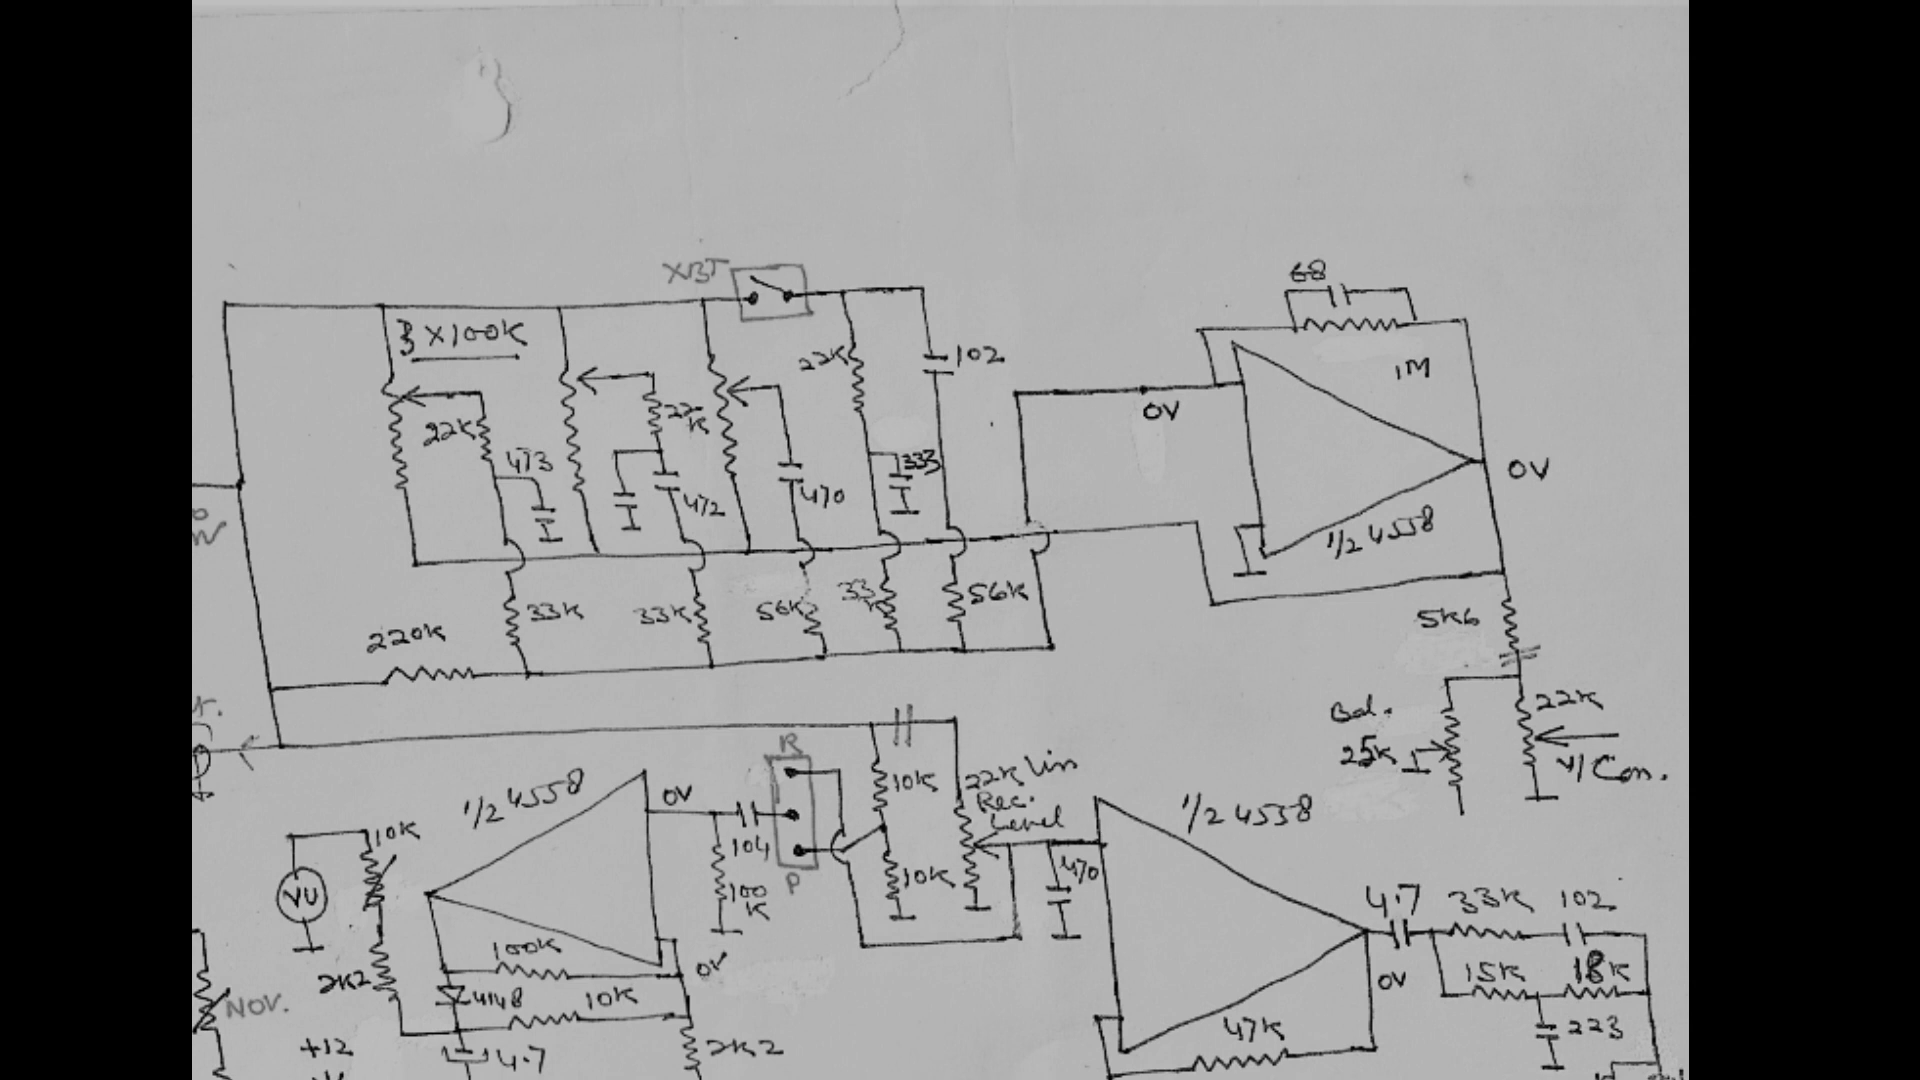 XBT
68
3 X100K
22K
102
1M
0V
22K
22K
473
472
470
333
0V
1/2 4558
33K
33K
56K
33K
56K
220K
5K6
Bal.
25K
22K
V/Con.
R
10K
22K Lin
Rec.
Level
1/2 4558
0V
104
P
10K
100
K
470
1/2 4558
10K
VU
4.7
33K
102
100K
0V
2K2
4148
10K
0V
15K
18K
NOV.
47K
223
+12
4.7
2K2